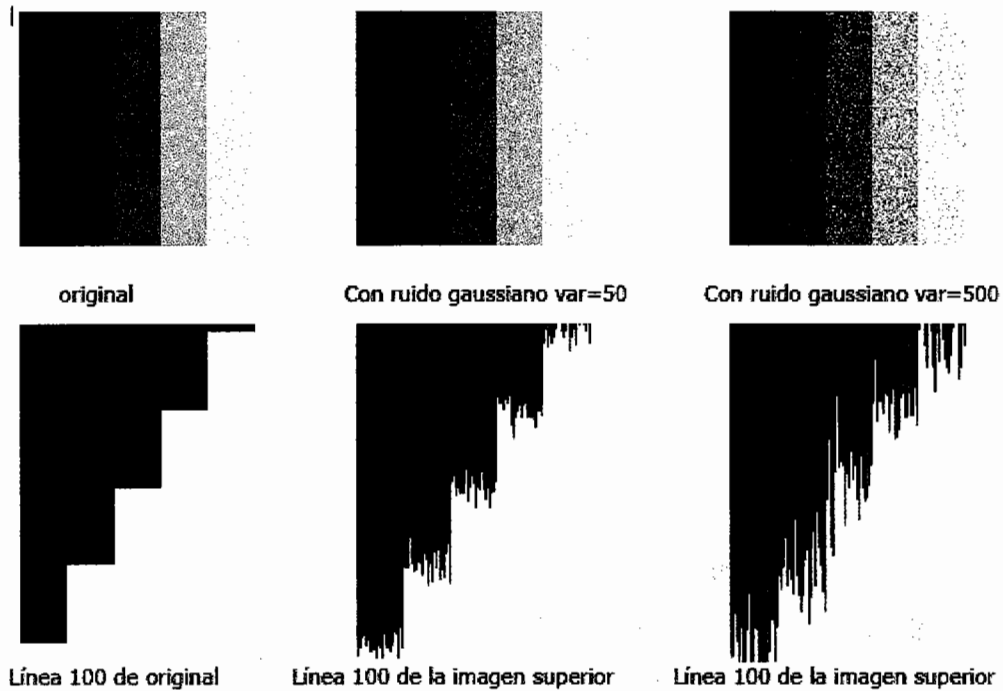 original
Con ruido gaussiano var=50
Con ruido gaussiano var=500
Línea 100 de original
Línea 100 de la imagen superior
Línea 100 de la imagen superior